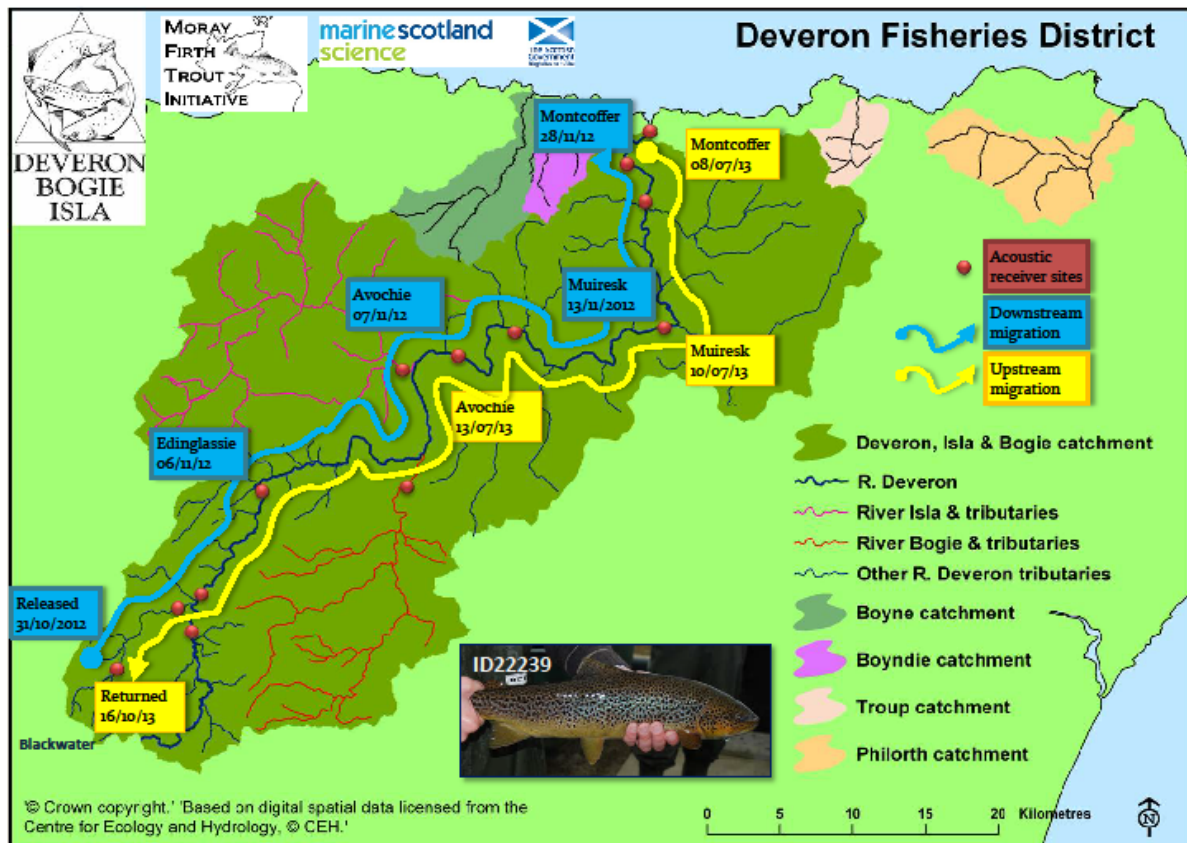 Deveron Fisheries District
DEVERON
BOGIE
ISLA
MORAY
FIRTH
TROUT
INITIATIVE
marinescotland
science
The Scottish
Government
Montcoffer
28/11/12
Montcoffer
08/07/13
Avochie
07/11/12
Muiresk
13/11/2012
Muiresk
10/07/13
Avochie
13/07/13
Edinglassie
06/11/12
Released
31/10/2012
Returned
16/10/13
Blackwater
ID22239
Acoustic
receiver sites
Downstream
migration
Upstream
migration
Deveron, Isla & Bogie catchment
R. Deveron
River Isla & tributaries
River Bogie & tributaries
Other R. Deveron tributaries
Boyne catchment
Boyndie catchment
Troup catchment
Philorth catchment
'© Crown copyright.' 'Based on digital spatial data licensed from the
Centre for Ecology and Hydrology, © CEH.'
0 5 10 15 20 Kilometres
N